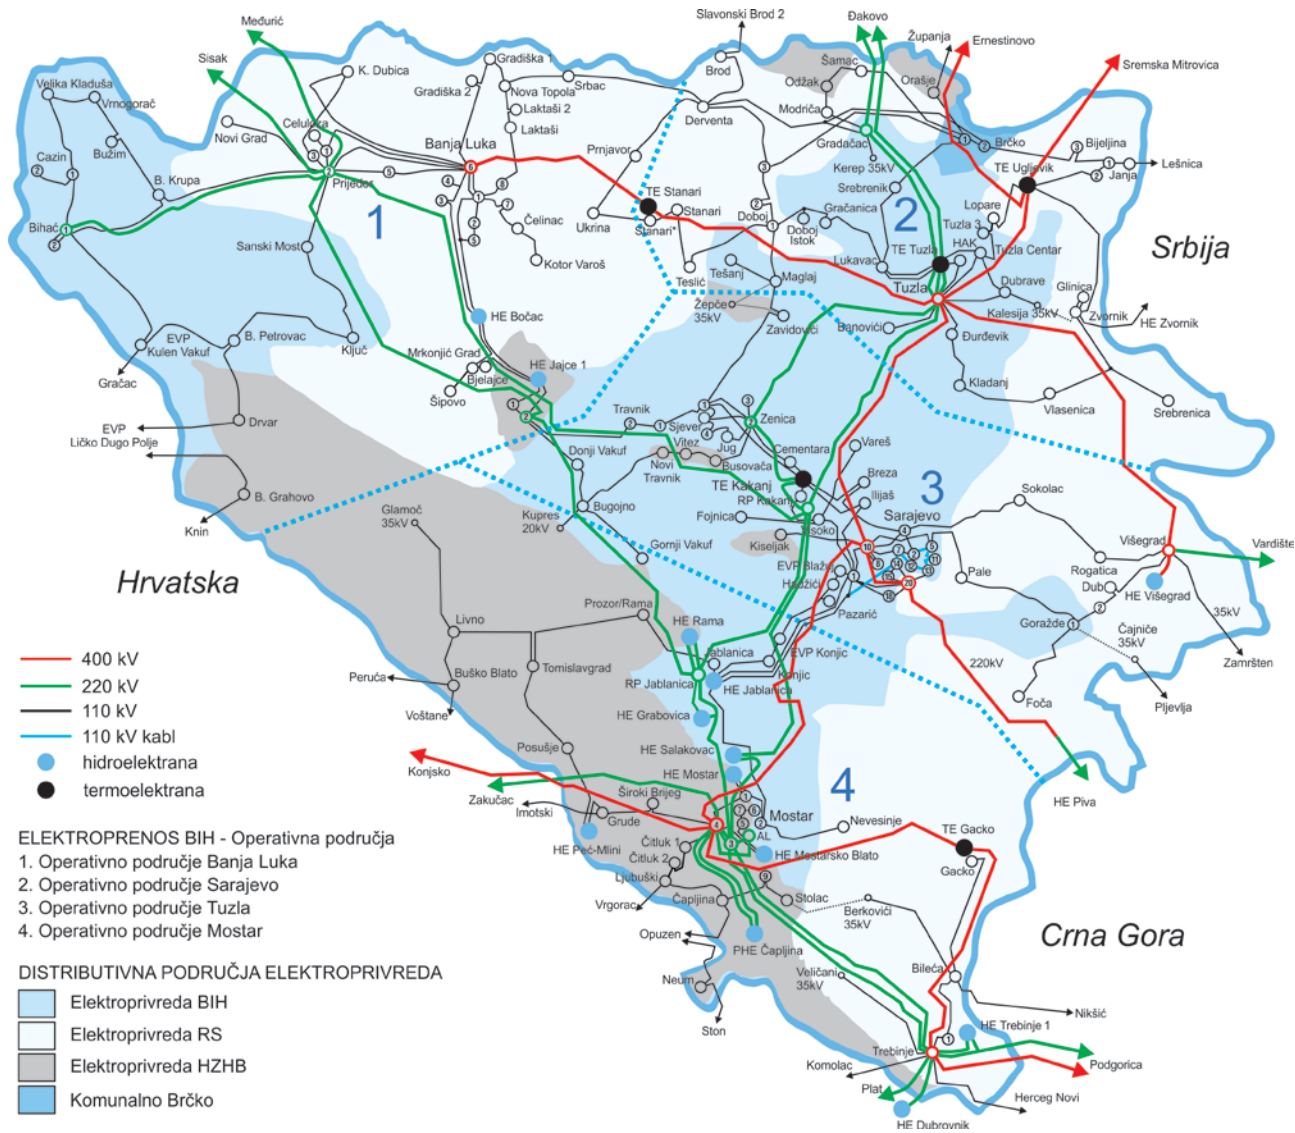 Međurić
Sisak
Slavonski Brod 2
Đakovo
Županja
Ernestinovo
Sremska Mitrovica
Velika Kladuša
Vrnograč
Bužim
Cazin
Bihać
B. Krupa
Novi Grad
Celuloza
K. Dubica
Prijedor
Sanski Most
Gradiška 1
Gradiška 2
Nova Topola
Srbac
Laktaši 2
Laktaši
Banja Luka
Čelinac
Kotor Varoš
Brod
Derventa
Prnjavor
Ukrina
TE Stanari
Stanari
Stanari*
Teslić
Doboj
Doboj
Istok
Gračanica
Lukavac
Šamac
Odžak
Modriča
Orašje
Gradačac
Kerep 35kV
Srebrenik
Brčko
Bijeljina
Janja
Lešnica
TE Ugljevik
Lopare
Tuzla 3
HAK
Tuzla Centar
TE Tuzla
Tuzla
Dubrave
Kalesija 35kV
Glinica
Zvornik
HE Zvornik
Srbija
Tešanj
Maglaj
Žepče
35kV
Zavidovići
Banovići
Đurđevik
Kladanj
Vlasenica
Srebrenica
EVP
Kulen Vakuf
B. Petrovac
Ključ
Gračac
Drvar
EVP
Ličko Dugo Polje
B. Grahovo
Knin
HE Bočac
Mrkonjić Grad
Bjelajce
Šipovo
HE Jajce 1
Travnik
Sjever
Jug
Vitez
Novi
Travnik
Busovača
Zenica
Cementara
TE Kakanj
RP Kakanj
Visoko
Vareš
Breza
Ilijaš
Fojnica
Kiseljak
Sarajevo
Sokolac
Donji Vakuf
Bugojno
Kupres
20kV
Gornji Vakuf
Glamoč
35kV
EVP Blažuj
Hadžići
Pazarić
Pale
Rogatica
Višegrad
Vardište
HE Višegrad
Dub
Goražde
35kV
Čajniče
35kV
Zamršten
Pljevlja
Foča
220kV
HE Piva
Hrvatska
Livno
Prozor/Rama
HE Rama
Jablanica
EVP Konjic
Konjic
RP Jablanica
HE Jablanica
HE Grabovica
Tomislavgrad
Buško Blato
Peruća
Voštane
Posušje
HE Salakovac
HE Mostar
Konjsko
Zakučac
Imotski
Grude
Široki Brijeg
HE Peć-Mlini
Mostar
AL
HE Mostarsko Blato
Nevesinje
TE Gacko
Gacko
Čitluk 1
Čitluk 2
Ljubuški
Vrgorac
Čapljina
Stolac
Berkovići
35kV
Opuzen
PHE Čapljina
Neum
Ston
Veličani
35kV
Bileća
Nikšić
Crna Gora
HE Trebinje 1
Trebinje
Podgorica
Komolac
Plat
Herceg Novi
HE Dubrovnik
1
2
3
4
400 kV
220 kV
110 kV
110 kV kabl
hidroelektrana
termoelektrana
ELEKTROPRENOS BIH - Operativna područja
1. Operativno područje Banja Luka
2. Operativno područje Sarajevo
3. Operativno područje Tuzla
4. Operativno područje Mostar
DISTRIBUTIVNA PODRUČJA ELEKTROPRIVREDA
Elektroprivreda BIH
Elektroprivreda RS
Elektroprivreda HZHB
Komunalno Brčko